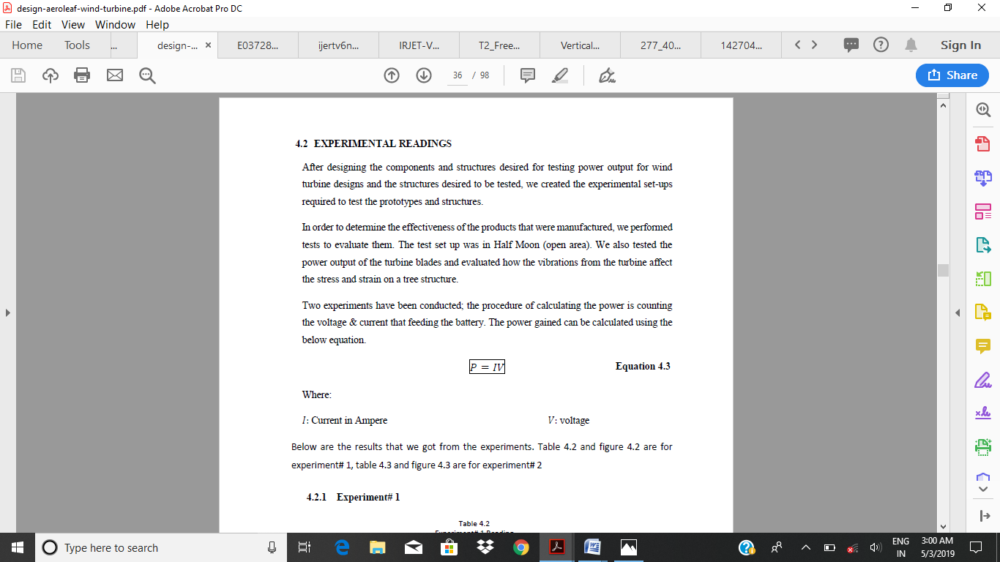 design-aeroleaf-wind-turbine.pdf - Adobe Acrobat Pro DC
File Edit View Window Help
Home Tools ... design-... × E03728... ijertv6n... IRJET-V... T2_Free... Vertical... 277_40... 142704... Sign In
36 / 98 Share
4.2 EXPERIMENTAL READINGS
After designing the components and structures desired for testing power output for wind
turbine designs and the structures desired to be tested, we created the experimental set-ups
required to test the prototypes and structures.
In order to determine the effectiveness of the products that were manufactured, we performed
tests to evaluate them. The test set up was in Half Moon (open area). We also tested the
power output of the turbine blades and evaluated how the vibrations from the turbine affect
the stress and strain on a tree structure.
Two experiments have been conducted; the procedure of calculating the power is counting
the voltage & current that feeding the battery. The power gained can be calculated using the
below equation.
P = IV Equation 4.3
Where:
I: Current in Ampere V: voltage
Below are the results that we got from the experiments. Table 4.2 and figure 4.2 are for
experiment# 1, table 4.3 and figure 4.3 are for experiment# 2
4.2.1 Experiment# 1
Table 4.2
Experiment# 1 Reading
Type here to search
ENG 3:00 AM
IN 5/3/2019